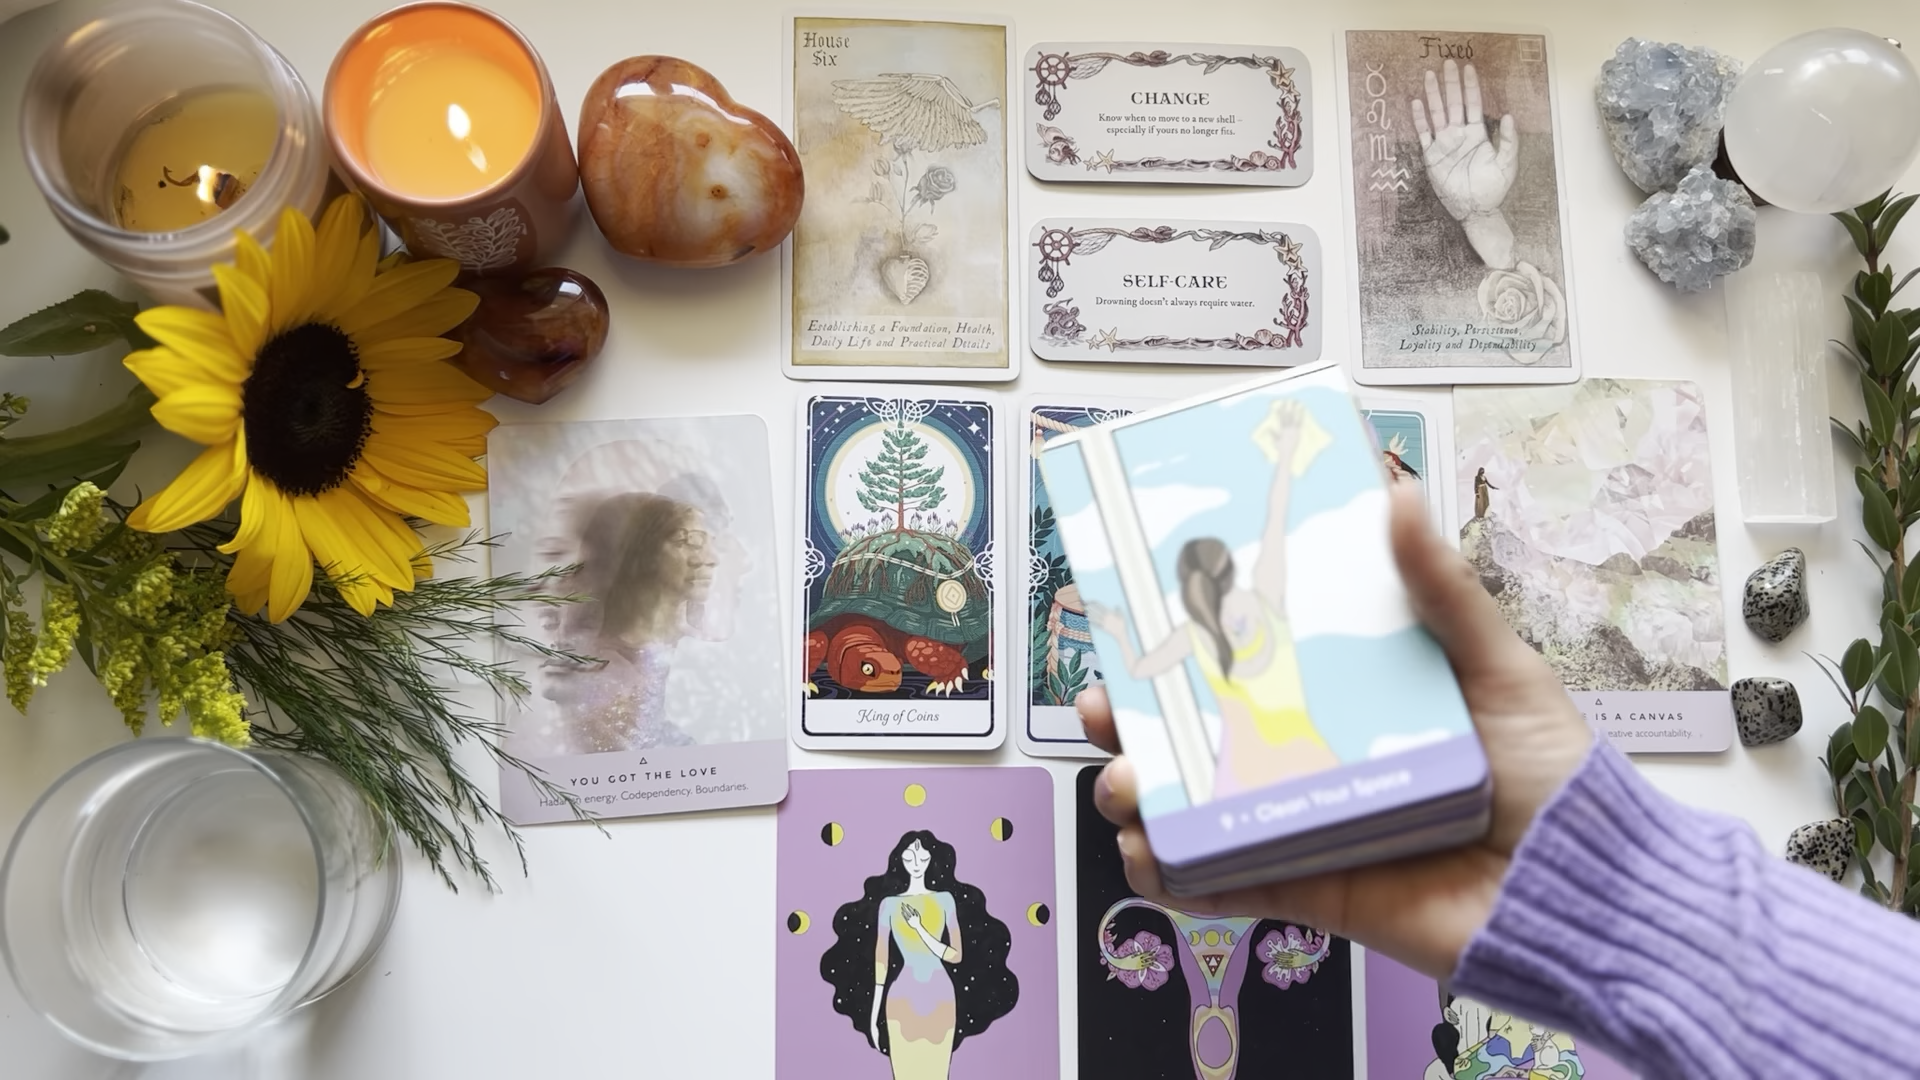 House
Six
Establishing a Foundation, Health,
Daily Life and Practical Details
CHANGE
Know when to move to a new shell –
especially if yours no longer fits.
SELF-CARE
Drowning doesn't always require water.
Fixed
Stability, Persistence,
Loyality and Dependability
YOU GOT THE LOVE
energy. Codependency. Boundaries.
King of Coins
9 • Clean Your
IS A CANVAS
eative accountability.